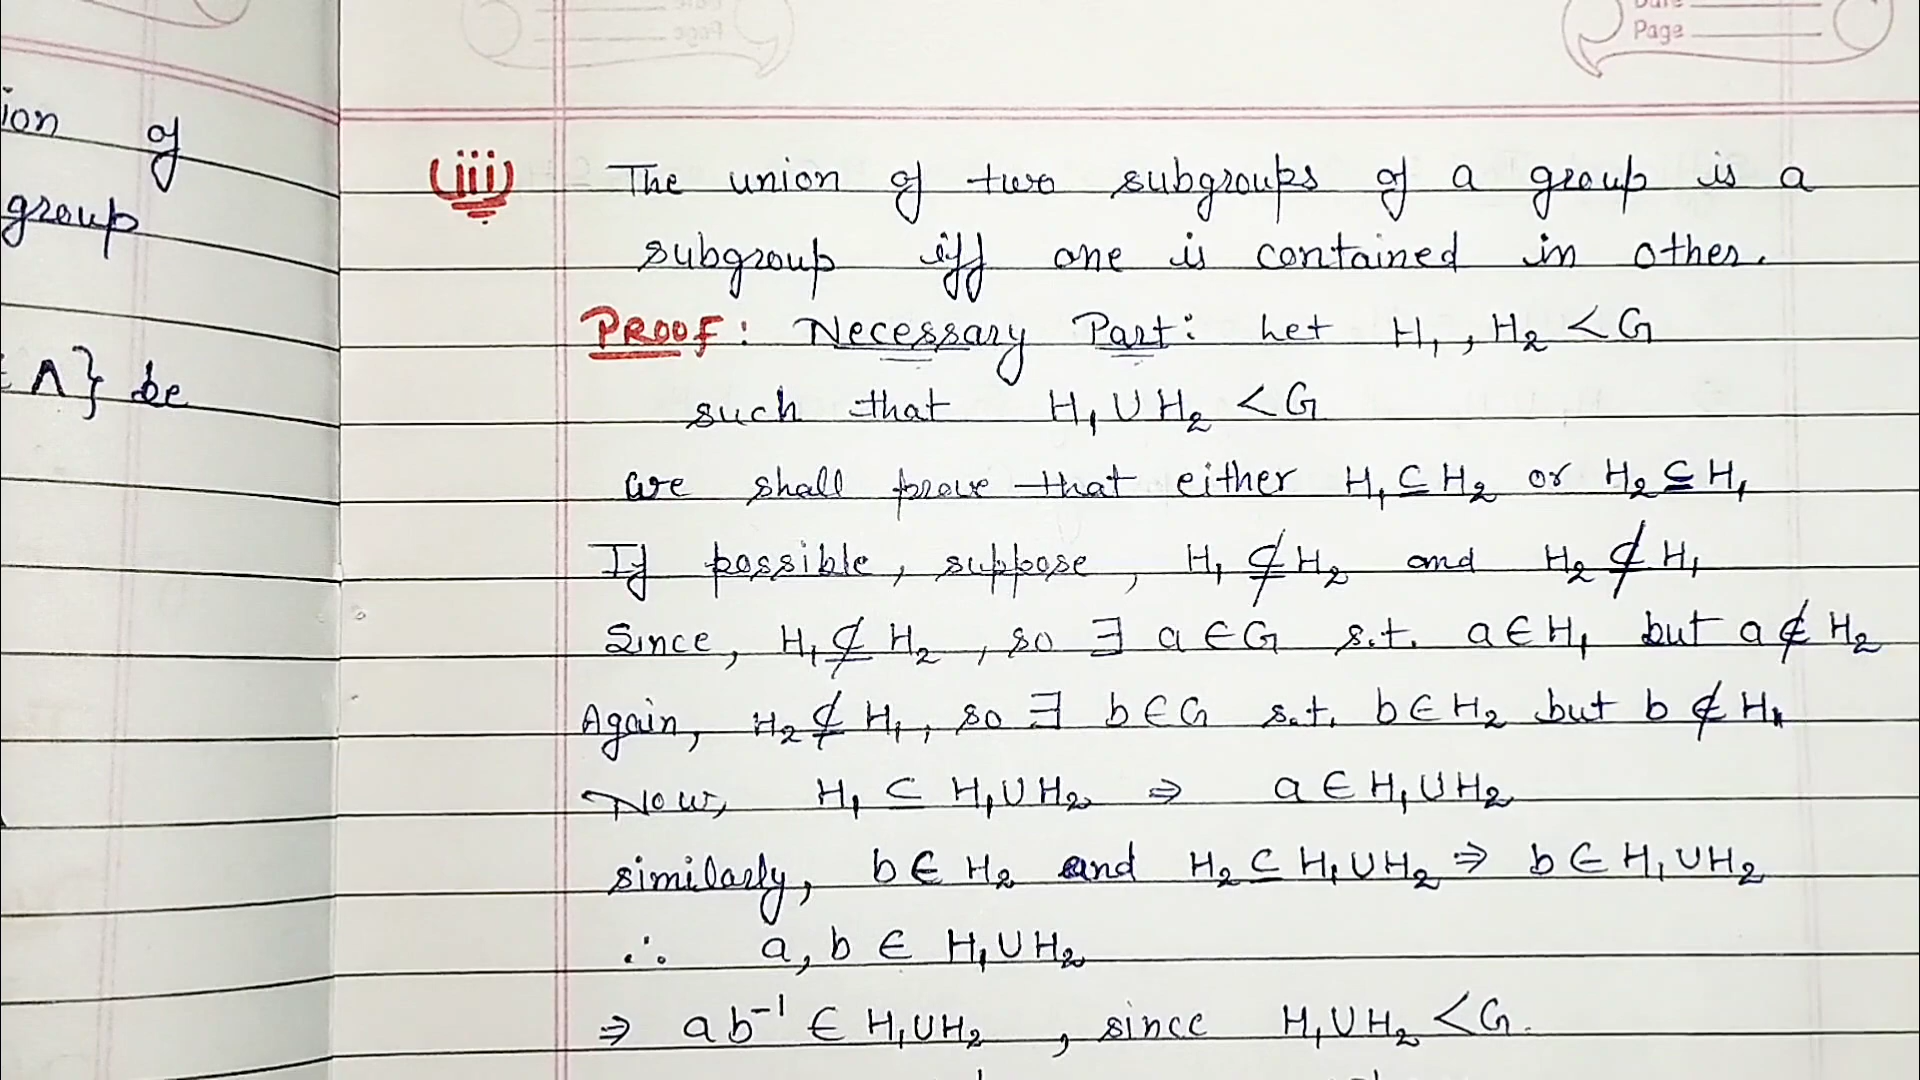 Date
Page
ion of
group
∈ Λ} be
(iii) The union of two subgroups of a group is a
subgroup iff one is contained in other.
PROOF: Necessary Part: Let H₁, H₂ < G
such that H₁ ∪ H₂ < G
we shall prove that either H₁ ⊆ H₂ or H₂ ⊆ H₁
If possible, suppose, H₁ ⊈ H₂ and H₂ ⊈ H₁
Since, H₁ ⊈ H₂, so ∃ a ∈ G s.t. a ∈ H₁ but a ∉ H₂
Again, H₂ ⊈ H₁, so ∃ b ∈ G s.t. b ∈ H₂ but b ∉ H₁
Now, H₁ ⊂ H₁ ∪ H₂ ⇒ a ∈ H₁ ∪ H₂
similarly, b ∈ H₂ and H₂ ⊆ H₁ ∪ H₂ ⇒ b ∈ H₁ ∪ H₂
∴ a, b ∈ H₁ ∪ H₂
⇒ ab⁻¹ ∈ H₁ ∪ H₂, since H₁ ∪ H₂ < G.